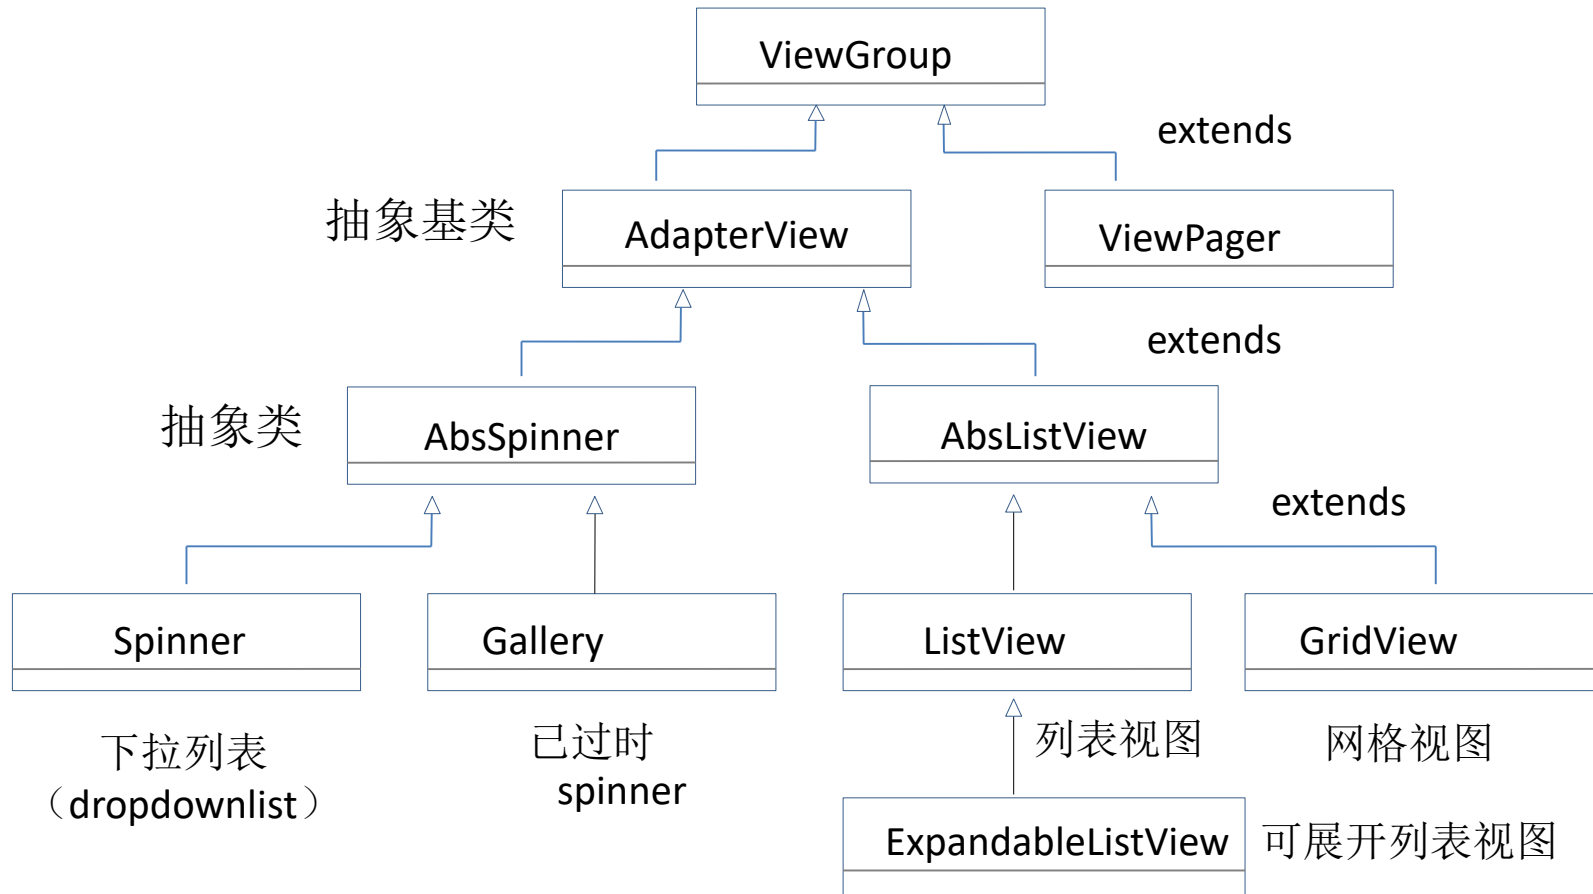 ViewGroup
extends
抽象基类
AdapterView
ViewPager
extends
抽象类
AbsSpinner
AbsListView
extends
Spinner
Gallery
ListView
GridView
下拉列表
（dropdownlist）
已过时
spinner
列表视图
网格视图
ExpandableListView
可展开列表视图